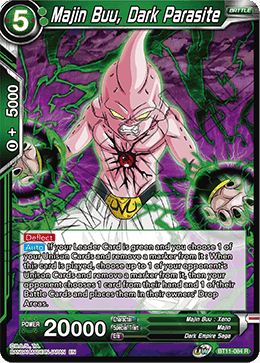 5
Majin Buu, Dark Parasite
BATTLE
+ 5000
Deflect
Auto If your Leader Card is green and you choose 1 of
your Unison Cards and remove a marker from it: When
this card is played, choose up to 1 of your opponent's
Unison Cards and remove a marker from it, then your
opponent chooses 1 card from their hand and 1 of their
Battle Cards and places them in their owners' Drop
Areas.
POWER
20000
Character
Majin Buu : Xeno
Special Trait
Majin
Era
Dark Empire Saga
BT11-084 R